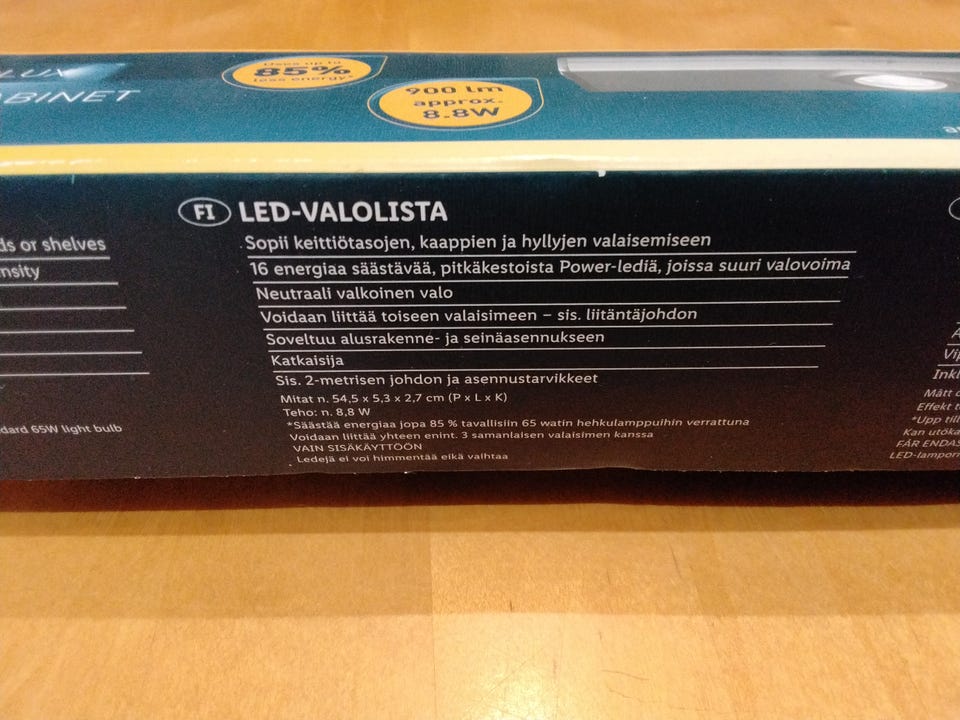 LUX
BINET
Uses up to
85%
less energy*
900 lm
approx.
8.8W
ds or shelves
nsity
dard 65W light bulb
FI LED-VALOLISTA
Sopii keittiötasojen, kaappien ja hyllyjen valaisemiseen
16 energiaa säästävää, pitkäkestoista Power-lediä, joissa suuri valovoima
Neutraali valkoinen valo
Voidaan liittää toiseen valaisimeen – sis. liitäntäjohdon
Soveltuu alusrakenne- ja seinäasennukseen
Katkaisija
Sis. 2-metrisen johdon ja asennustarvikkeet
Mitat n. 54,5 x 5,3 x 2,7 cm (P x L x K)
Teho: n. 8,8 W
*Säästää energiaa jopa 85 % tavallisiin 65 watin hehkulamppuihin verrattuna
Voidaan liittää yhteen enint. 3 samanlaisen valaisimen kanssa
VAIN SISÄKÄYTTÖÖN
Ledejä ei voi himmentää eikä vaihtaa
Vip
Inkl
Mått c
Effekt t
*Upp till
Kan utöka
FÅR ENDAS
LED-lamporn